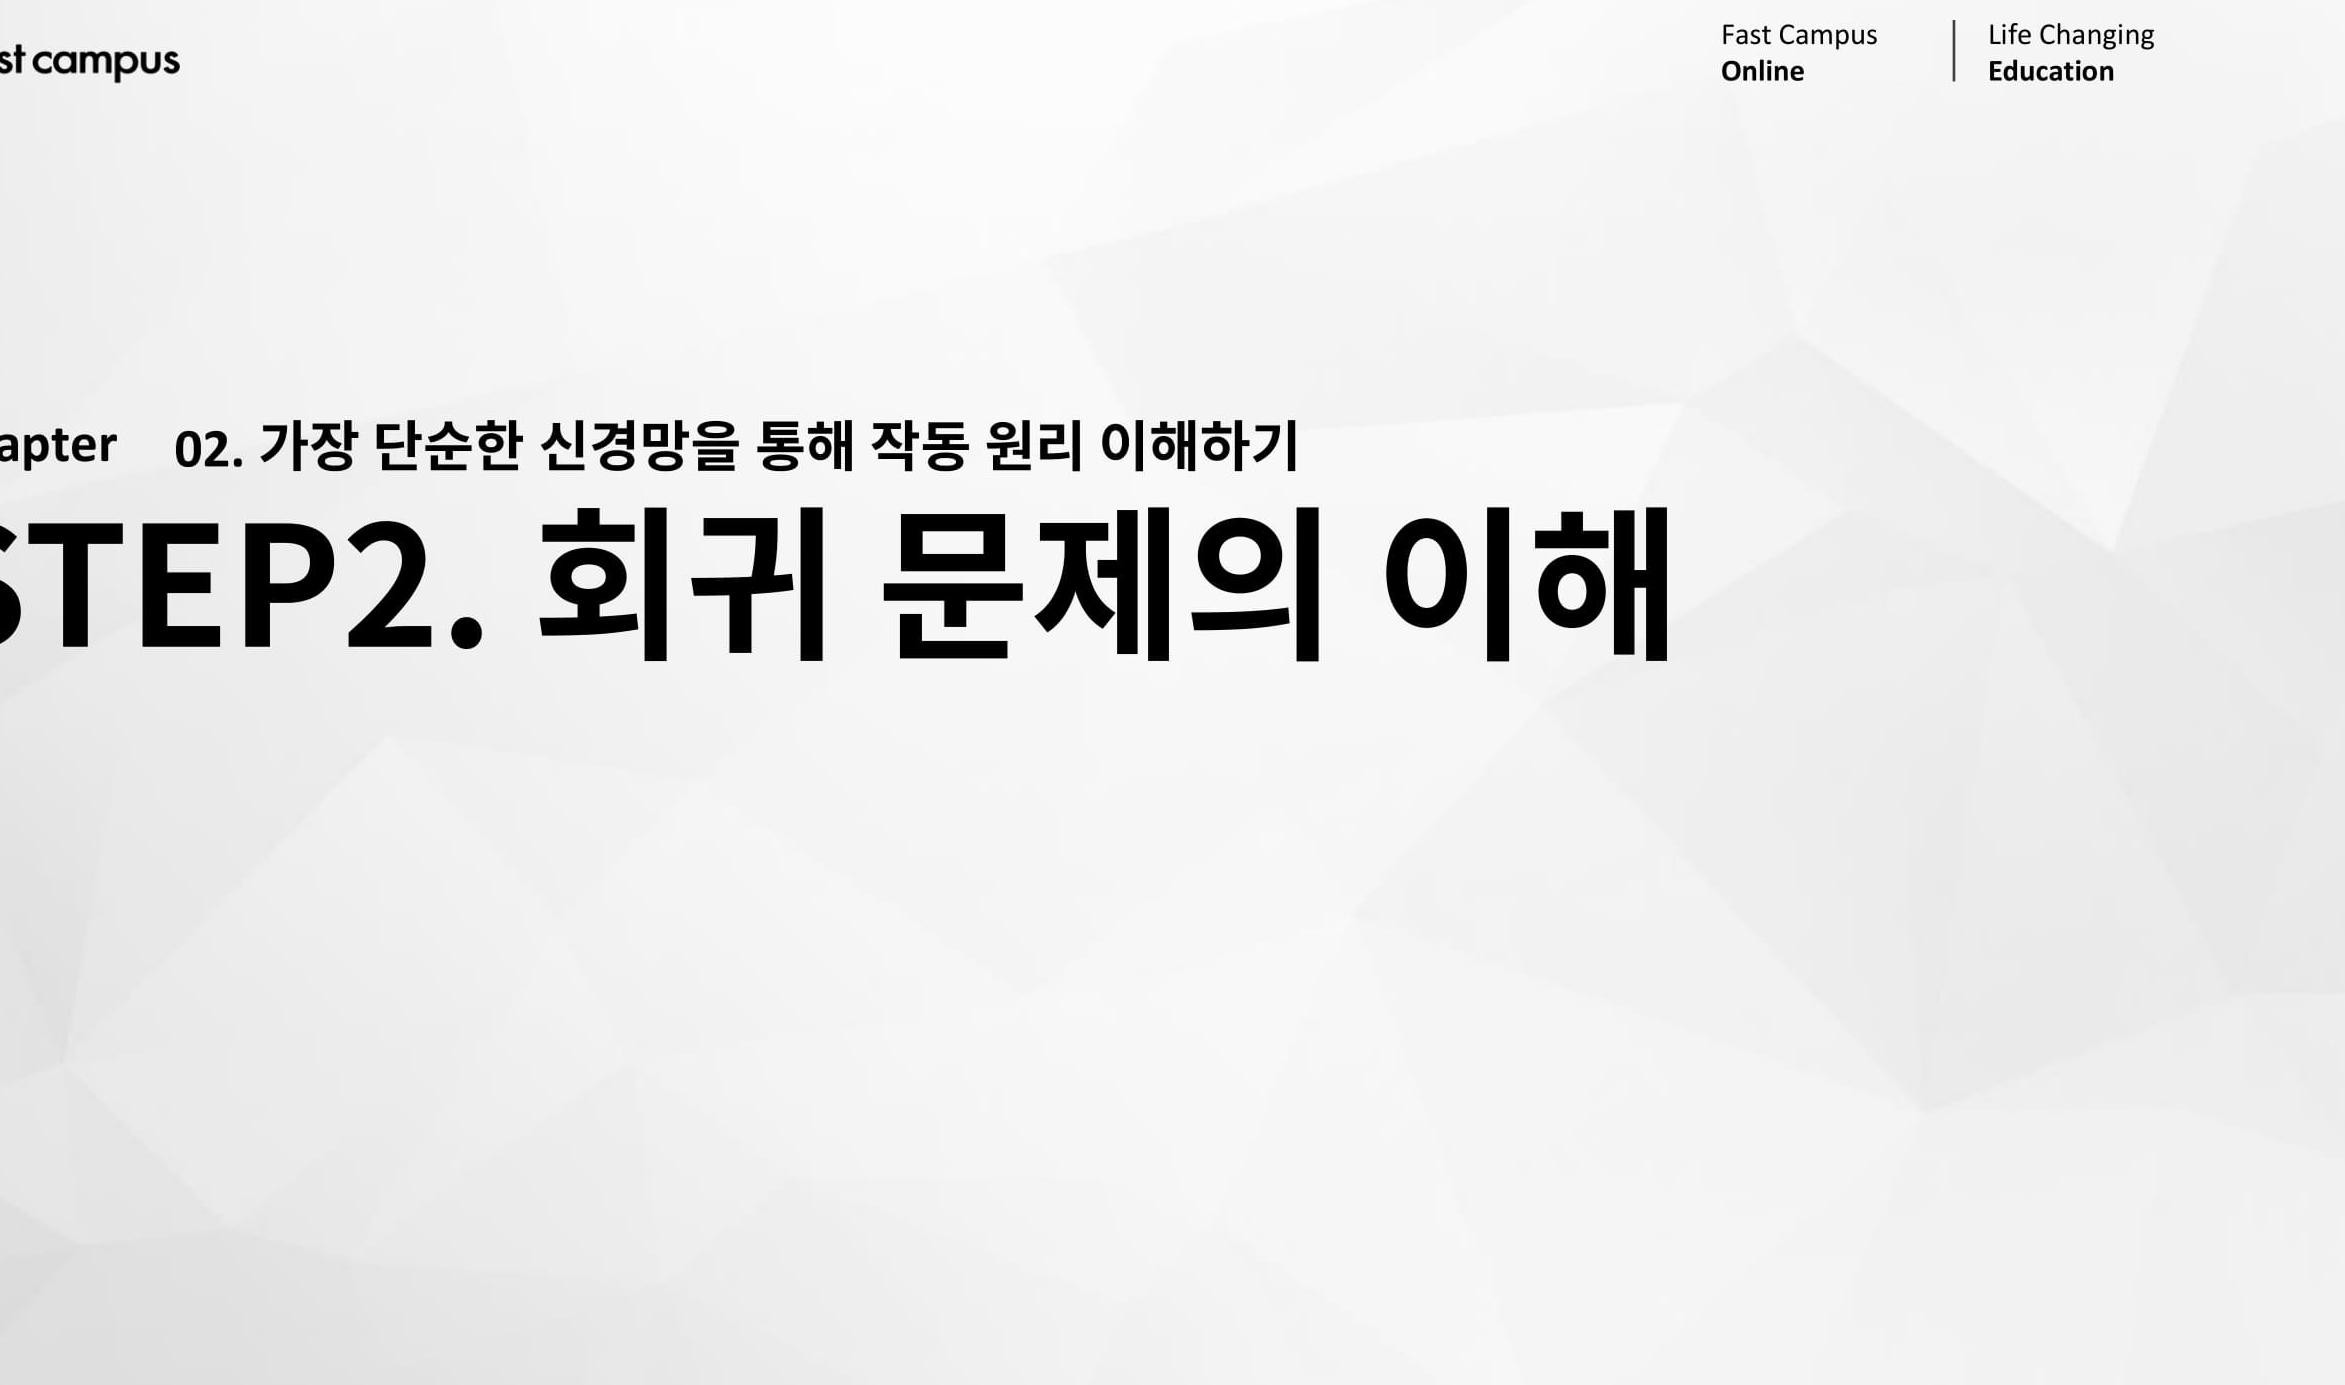 st campus
Fast Campus
Online
Life Changing
Education
apter 02. 가장 단순한 신경망을 통해 작동 원리 이해하기
STEP2. 회귀 문제의 이해